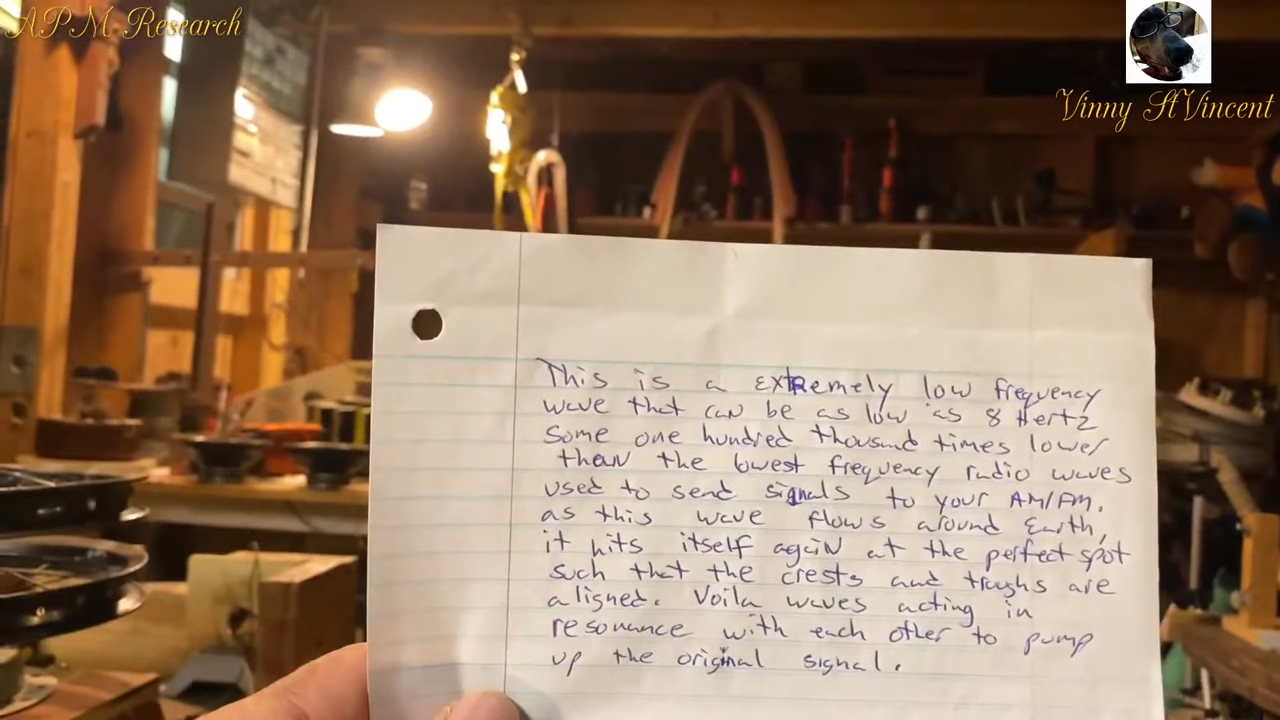 APM Research
Vinny StVincent
This is a extremely low frequency
wave that can be as low as 8 Hertz
Some one hundred thousand times lower
than the lowest frequency radio waves
used to send signals to your AM/FM.
as this wave flows around Earth,
it hits itself again at the perfect spot
such that the crests and troughs are
aligned. Voila waves acting in
resonance with each other to pump
up the original signal.